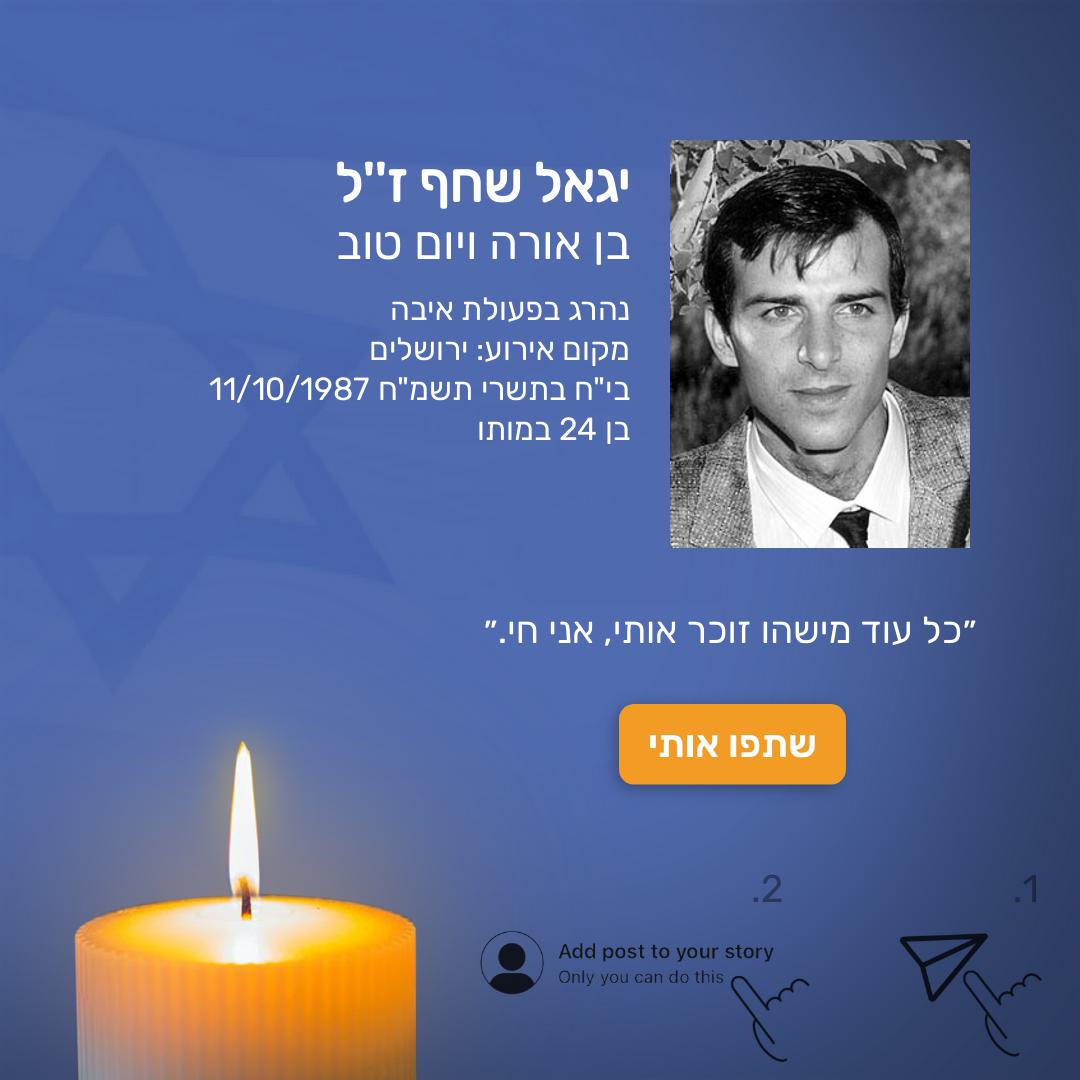 יגאל שחף ז"ל
בן אורה ויום טוב
נהרג בפעולת איבה
מקום אירוע: ירושלים
בי"ח בתשרי תשמ"ח 11/10/1987
בן 24 במותו
״כל עוד מישהו זוכר אותי, אני חי.״
שתפו אותי
1.
2.
Add post to your story
Only you can do this